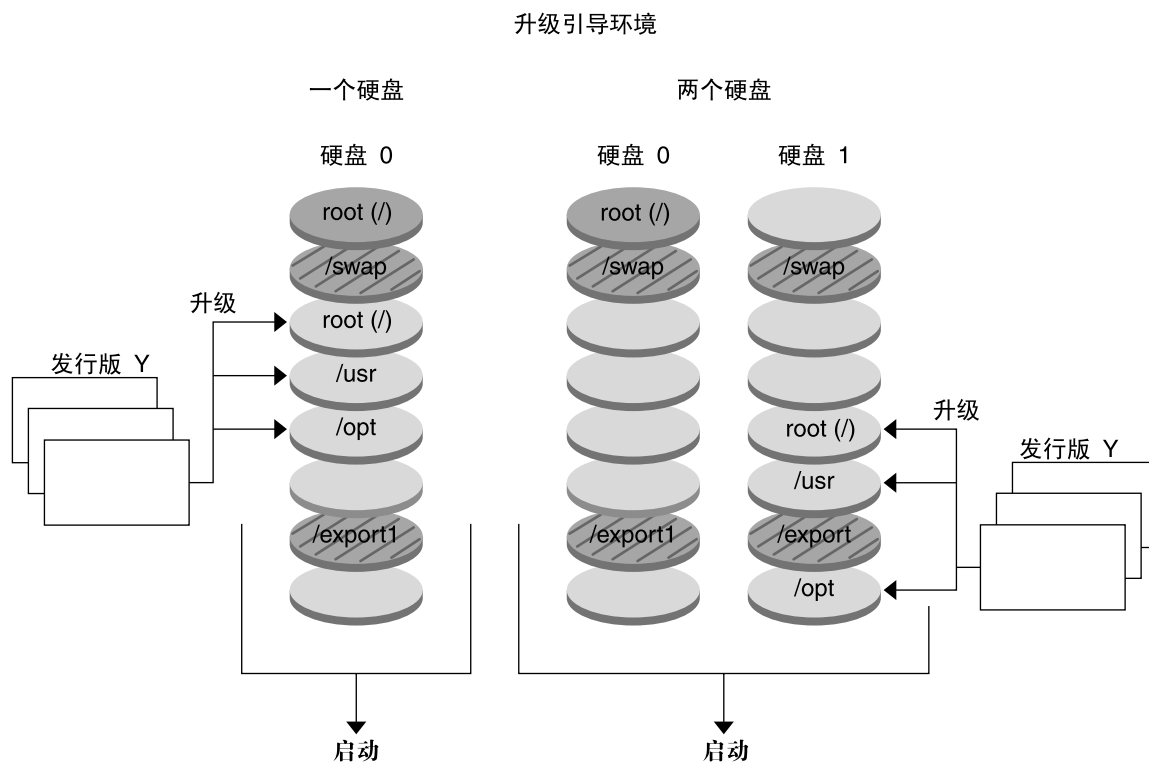 升级引导环境
一个硬盘
两个硬盘
硬盘 0
硬盘 0
硬盘 1
root (/)
root (/)
/swap
/swap
/swap
升级
root (/)
发行版 Y
/usr
升级
/opt
root (/)
发行版 Y
/usr
/export1
/export1
/export
/opt
启动
启动